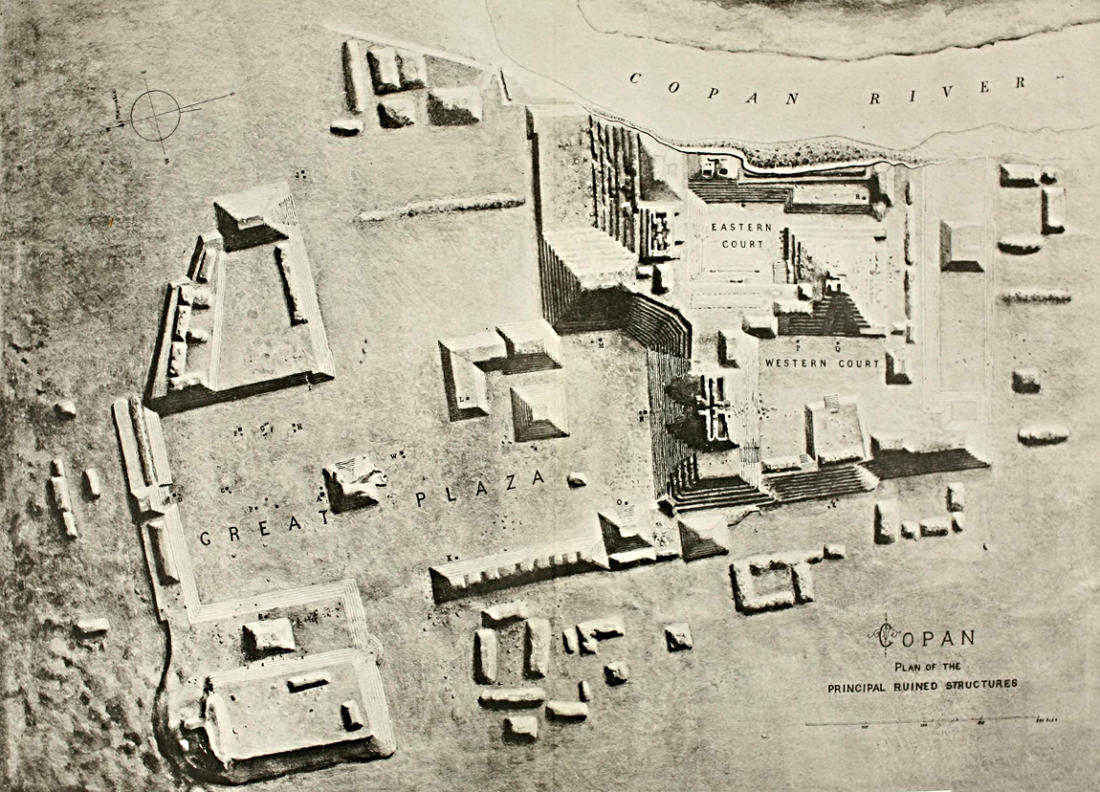 COPAN RIVER
EASTERN
COURT
WESTERN COURT
GREAT PLAZA
COPAN
PLAN OF THE
PRINCIPAL RUINED STRUCTURES